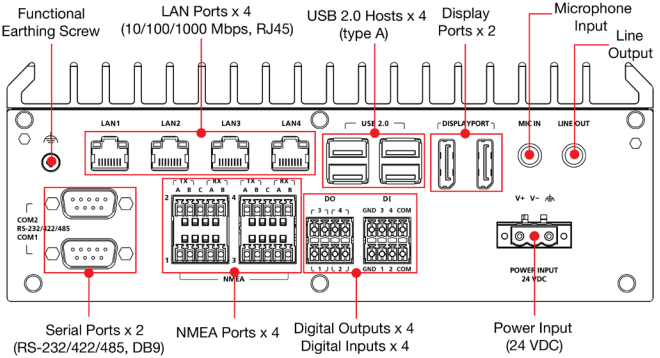 Functional
Earthing Screw
LAN Ports x 4
(10/100/1000 Mbps, RJ45)
USB 2.0 Hosts x 4
(type A)
Display
Ports x 2
Microphone
Input
Line
Output
LAN1 LAN2 LAN3 LAN4
USB 2.0
DISPLAYPORT
MIC IN
LINE OUT
TX RX TX RX
A B C A B A B C A B
2 4
1 3
NMEA
COM2
RS-232/422/485
COM1
DO DI
3 4 GND 3 4 COM
1 2 GND 1 2 COM
V+ V-
POWER INPUT
24 VDC
Serial Ports x 2
(RS-232/422/485, DB9)
NMEA Ports x 4
Digital Outputs x 4
Digital Inputs x 4
Power Input
(24 VDC)